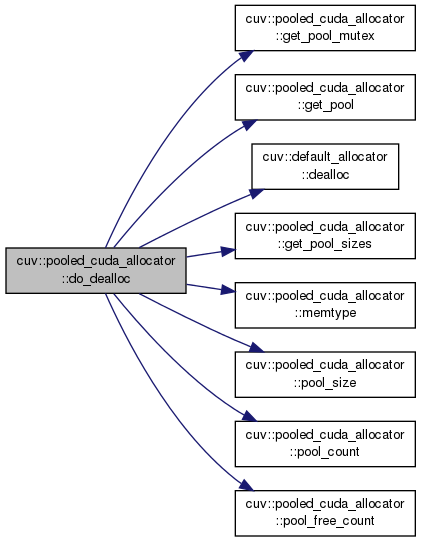 cuv::pooled_cuda_allocator
::get_pool_mutex
cuv::pooled_cuda_allocator
::get_pool
cuv::default_allocator
::dealloc
cuv::pooled_cuda_allocator
::get_pool_sizes
cuv::pooled_cuda_allocator
::do_dealloc
cuv::pooled_cuda_allocator
::memtype
cuv::pooled_cuda_allocator
::pool_size
cuv::pooled_cuda_allocator
::pool_count
cuv::pooled_cuda_allocator
::pool_free_count